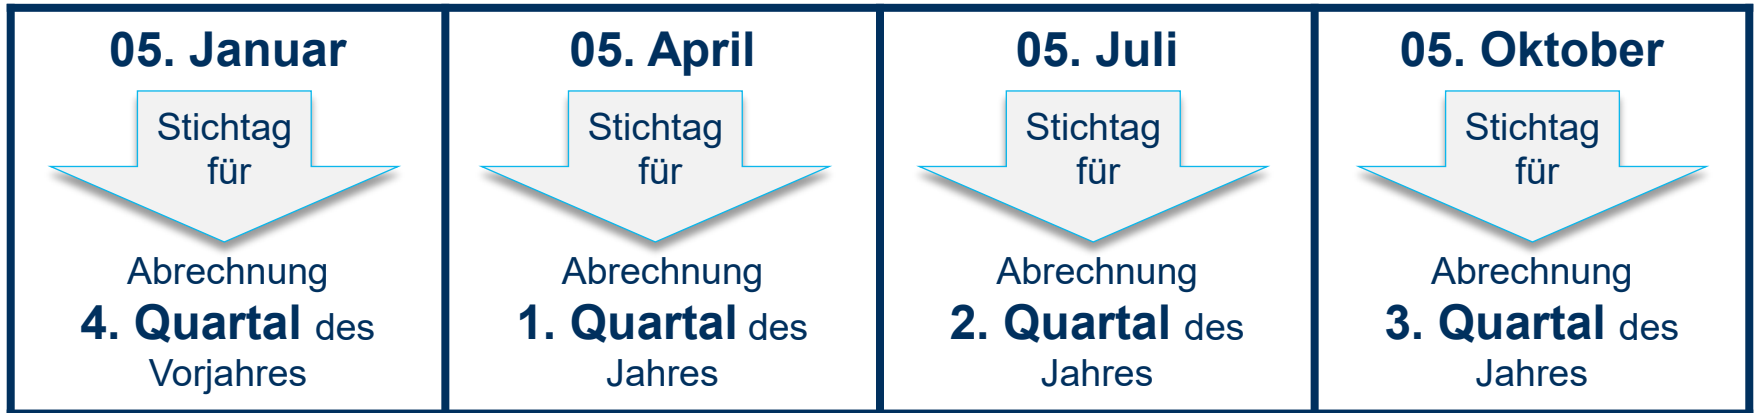 05. Januar
Stichtag
für
Abrechnung
4. Quartal des
Vorjahres
05. April
Stichtag
für
Abrechnung
1. Quartal des
Jahres
05. Juli
Stichtag
für
Abrechnung
2. Quartal des
Jahres
05. Oktober
Stichtag
für
Abrechnung
3. Quartal des
Jahres